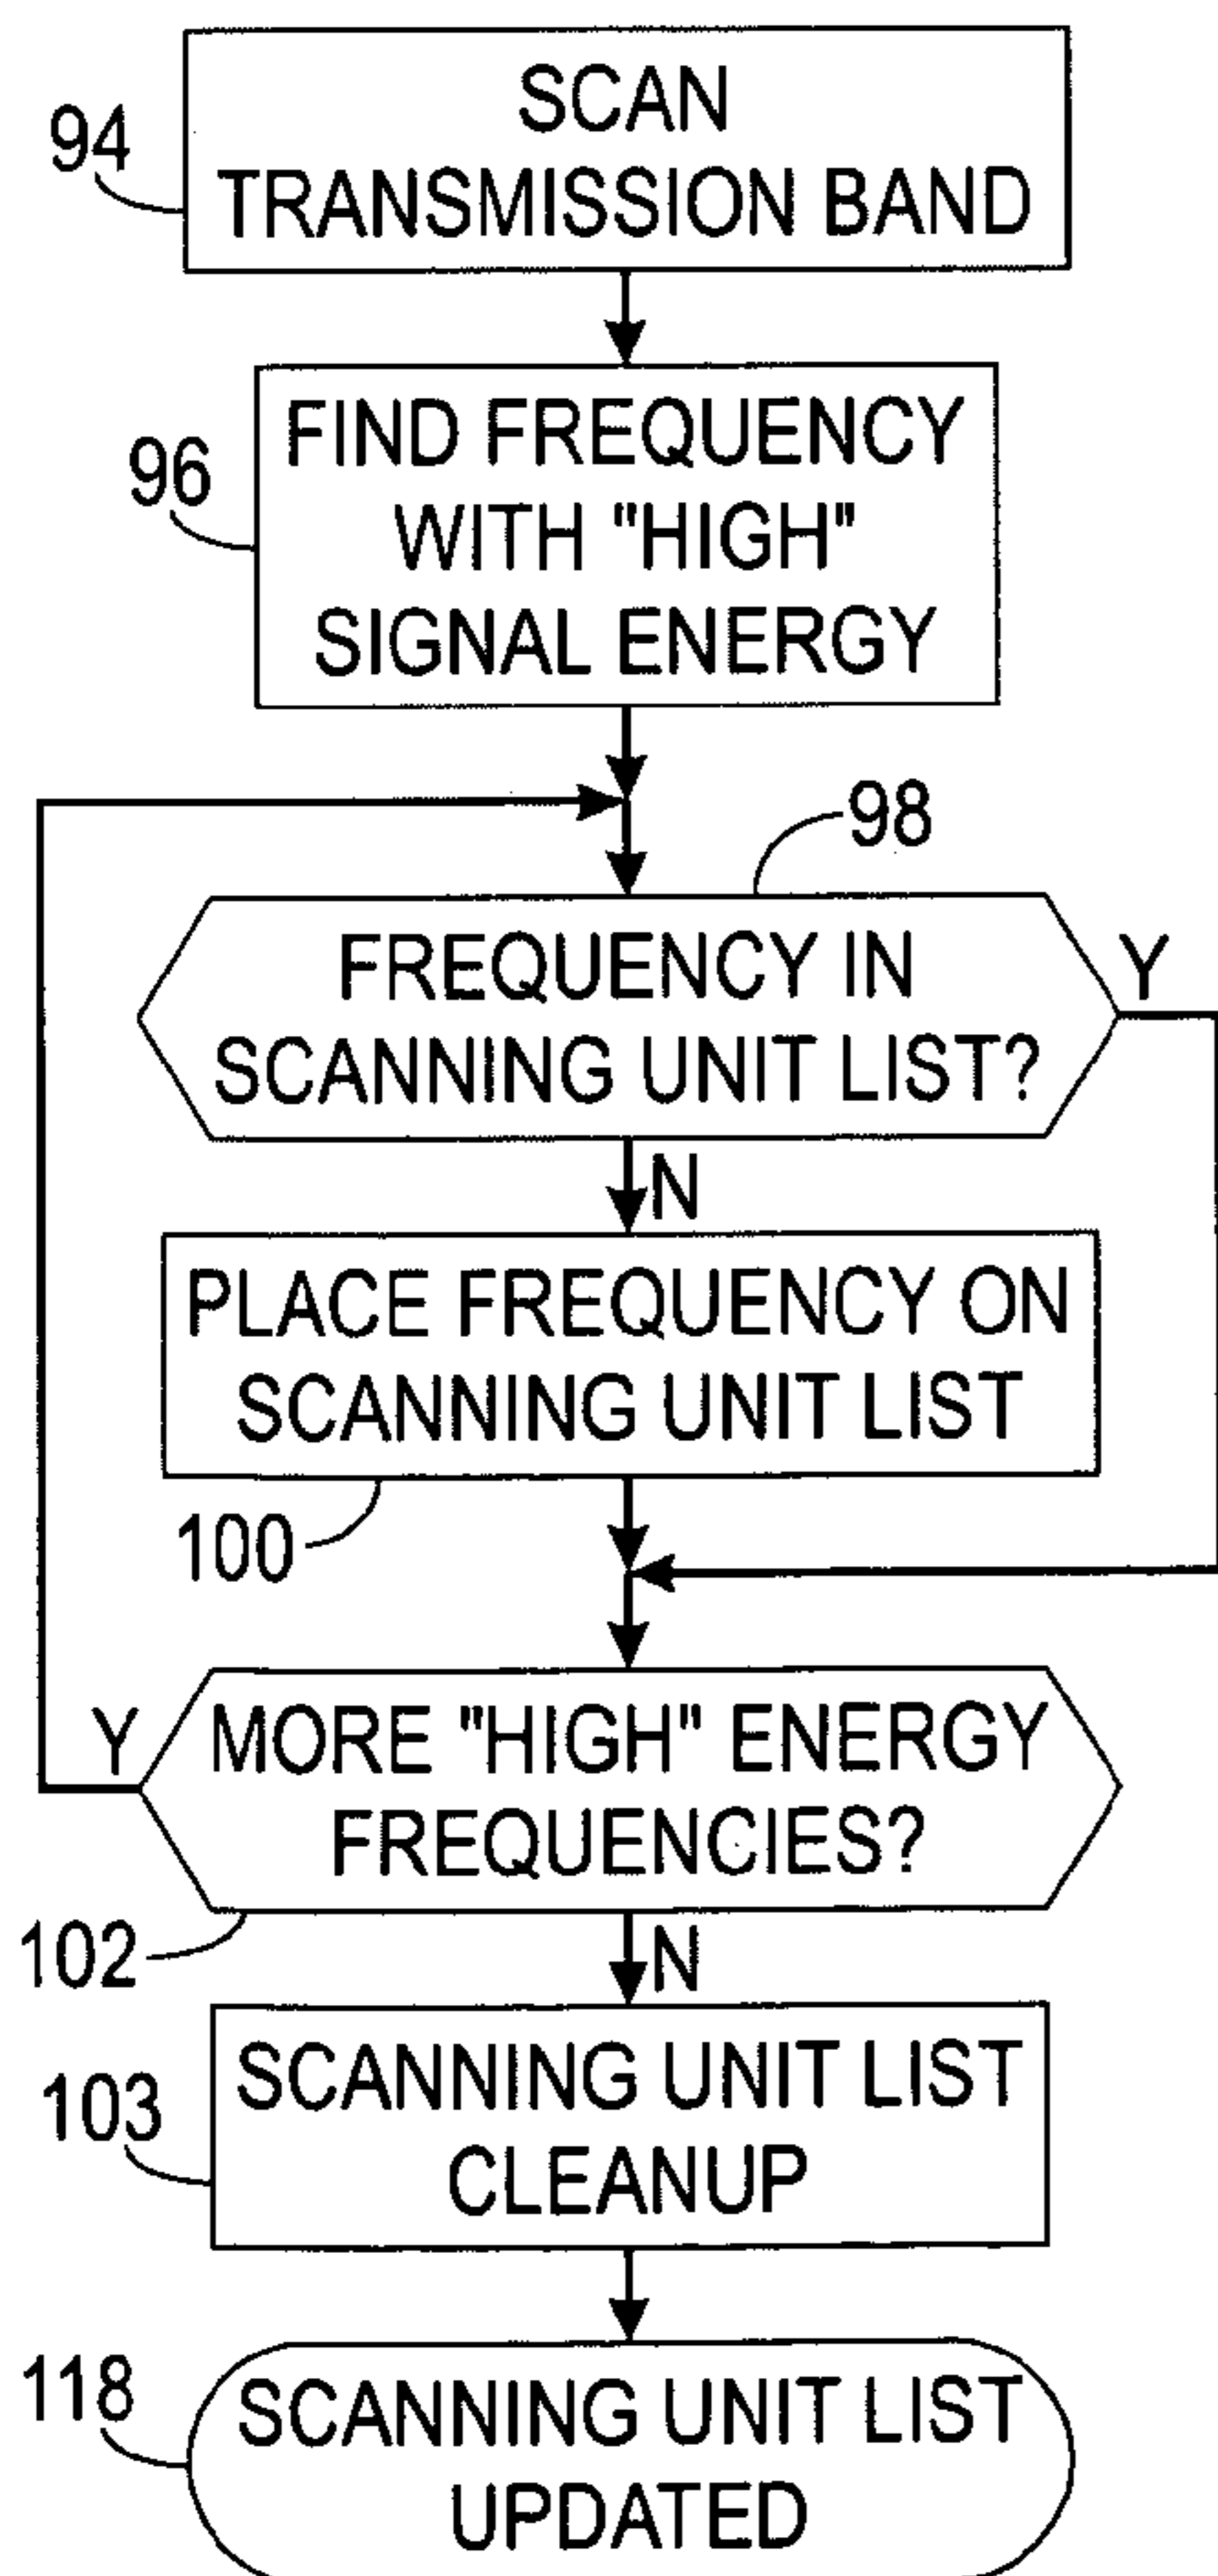 SCAN
TRANSMISSION BAND
94
FIND FREQUENCY
WITH "HIGH"
SIGNAL ENERGY
96
98
FREQUENCY IN
SCANNING UNIT LIST?
Y
N
PLACE FREQUENCY ON
SCANNING UNIT LIST
100
MORE "HIGH" ENERGY
FREQUENCIES?
Y
102
N
SCANNING UNIT LIST
CLEANUP
103
SCANNING UNIT LIST
UPDATED
118